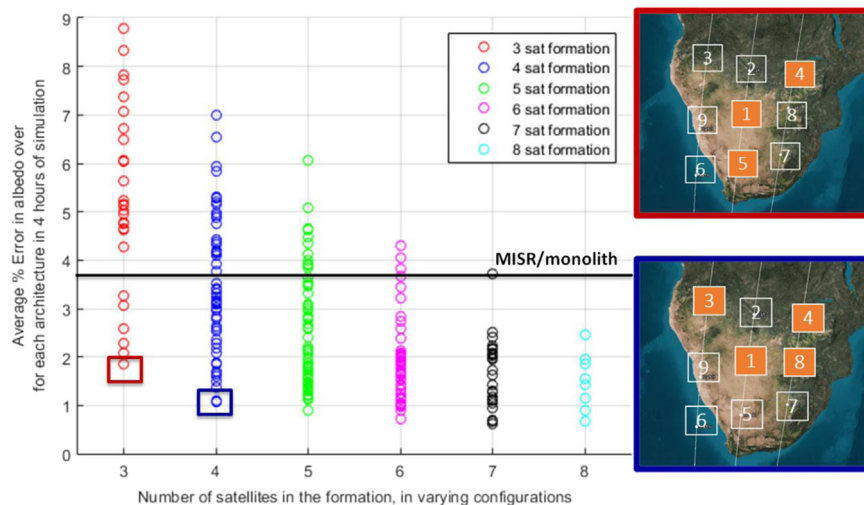 Average % Error in albedo over
for each architecture in 4 hours of simulation
9
8
7
6
5
4
3
2
1
0
3 4 5 6 7 8
Number of satellites in the formation, in varying configurations
3 sat formation
4 sat formation
5 sat formation
6 sat formation
7 sat formation
8 sat formation
MISR/monolith
3 2 4
9 1 8
6 5 7
3 2 4
9 1 8
6 5 7